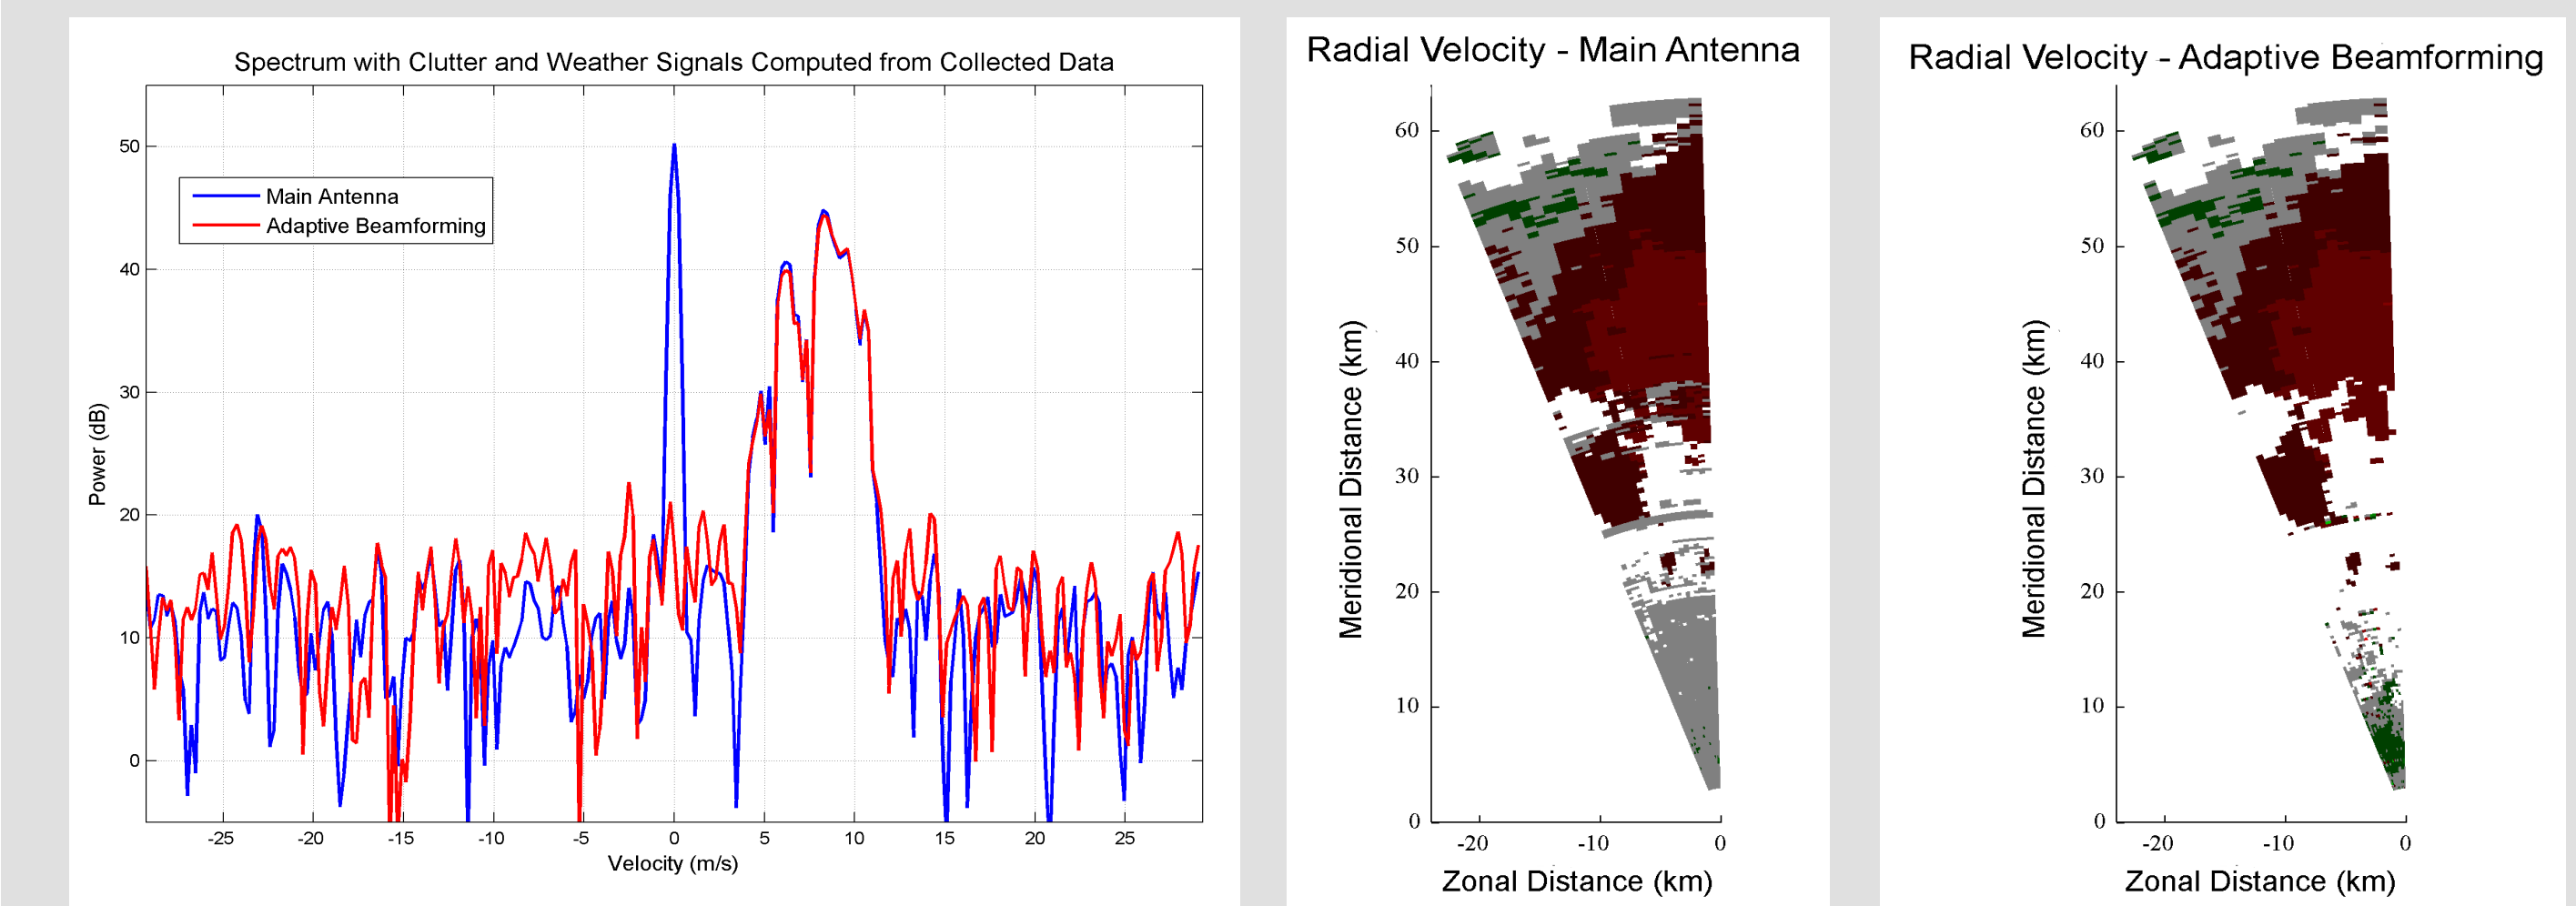 Spectrum with Clutter and Weather Signals Computed from Collected Data
50
40
30
20
10
0
Power (dB)
Main Antenna
Adaptive Beamforming
-25 -20 -15 -10 -5 0 5 10 15 20 25
Velocity (m/s)
Radial Velocity - Main Antenna
60
50
40
30
20
10
0
Meridional Distance (km)
-20 -10 0
Zonal Distance (km)
Radial Velocity - Adaptive Beamforming
60
50
40
30
20
10
0
Meridional Distance (km)
-20 -10 0
Zonal Distance (km)